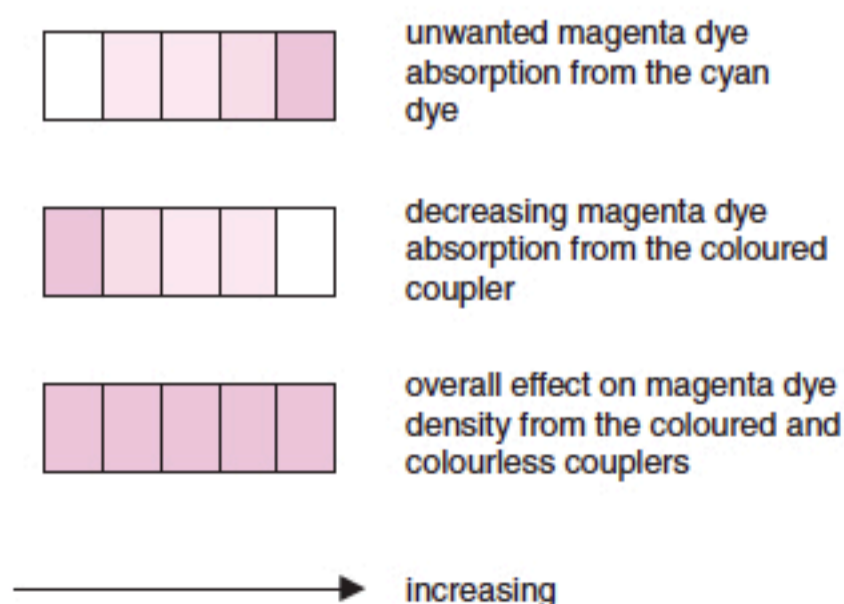 unwanted magenta dye
absorption from the cyan
dye
decreasing magenta dye
absorption from the coloured
coupler
overall effect on magenta dye
density from the coloured and
colourless couplers
increasing